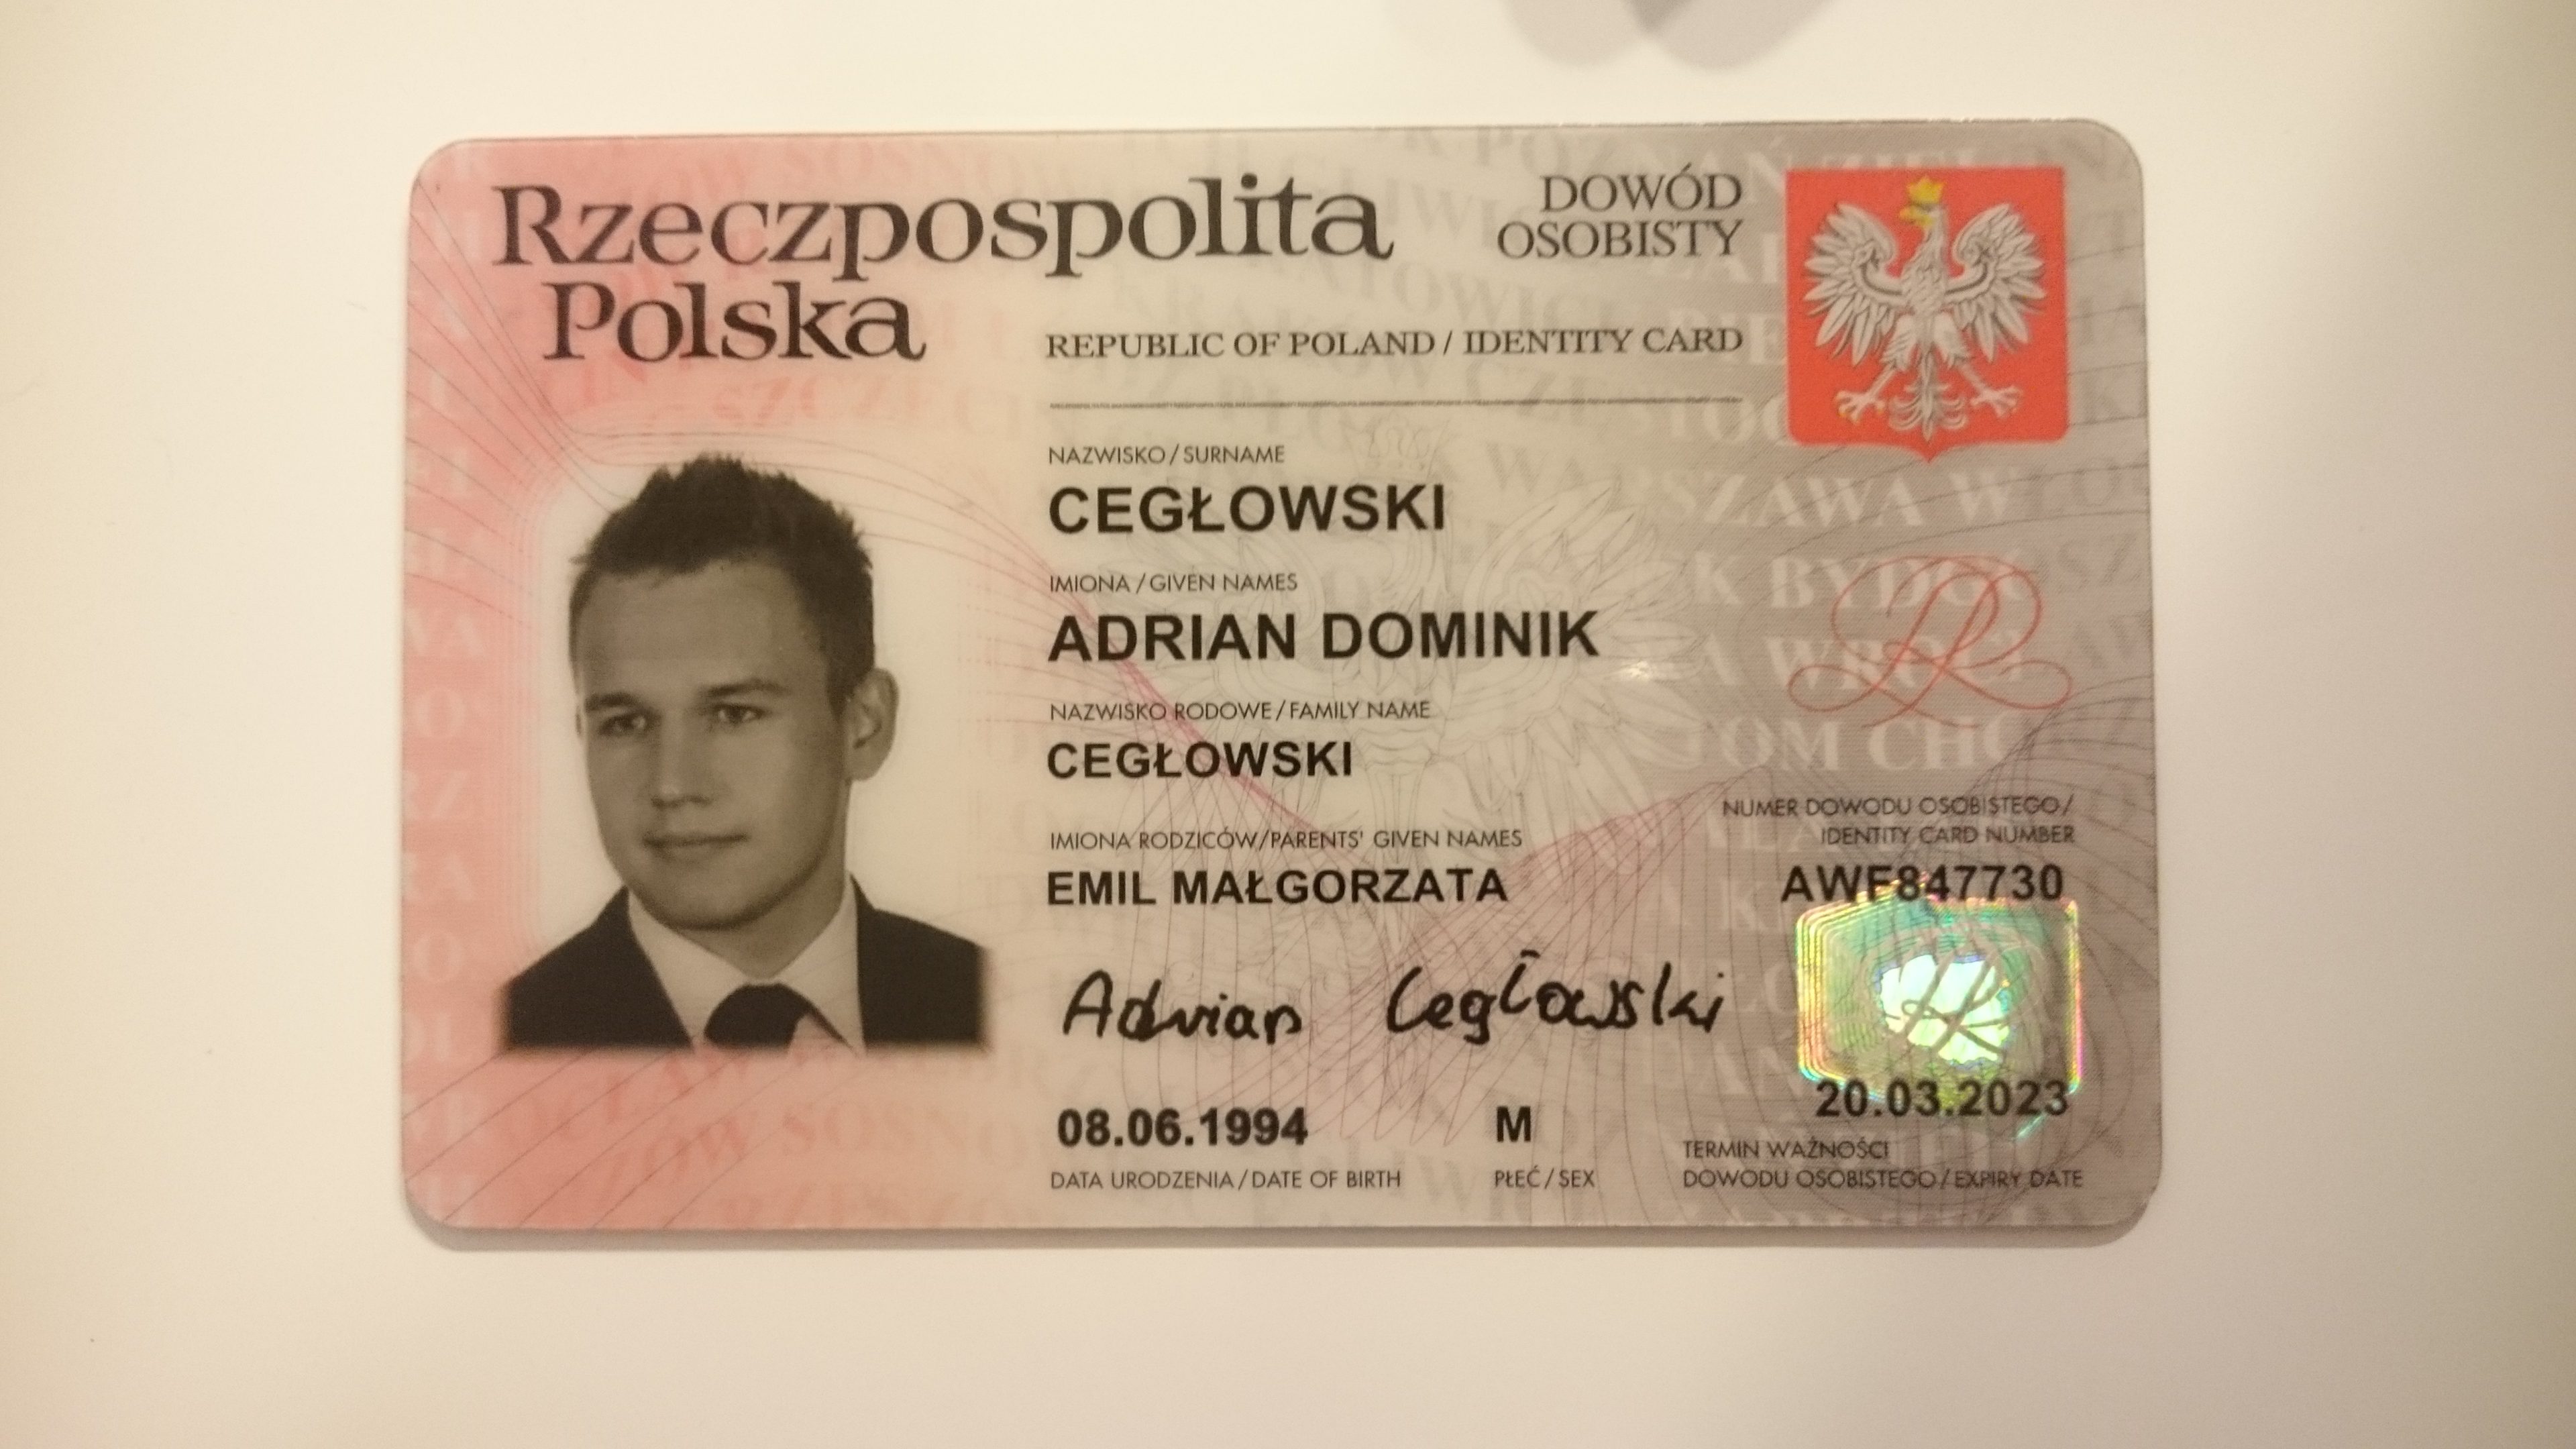 Rzeczpospolita
Polska
DOWÓD
OSOBISTY
REPUBLIC OF POLAND / IDENTITY CARD
NAZWISKO / SURNAME
CEGŁOWSKI
IMIONA / GIVEN NAMES
ADRIAN DOMINIK
NAZWISKO RODOWE / FAMILY NAME
CEGŁOWSKI
IMIONA RODZICÓW/PARENTS' GIVEN NAMES
EMIL MAŁGORZATA
NUMER DOWODU OSOBISTEGO /
IDENTITY CARD NUMBER
AWF847730
Adrian Cegłowski
08.06.1994
DATA URODZENIA / DATE OF BIRTH
M
PŁEĆ / SEX
20.03.2023
TERMIN WAŻNOŚCI
DOWODU OSOBISTEGO / EXPIRY DATE